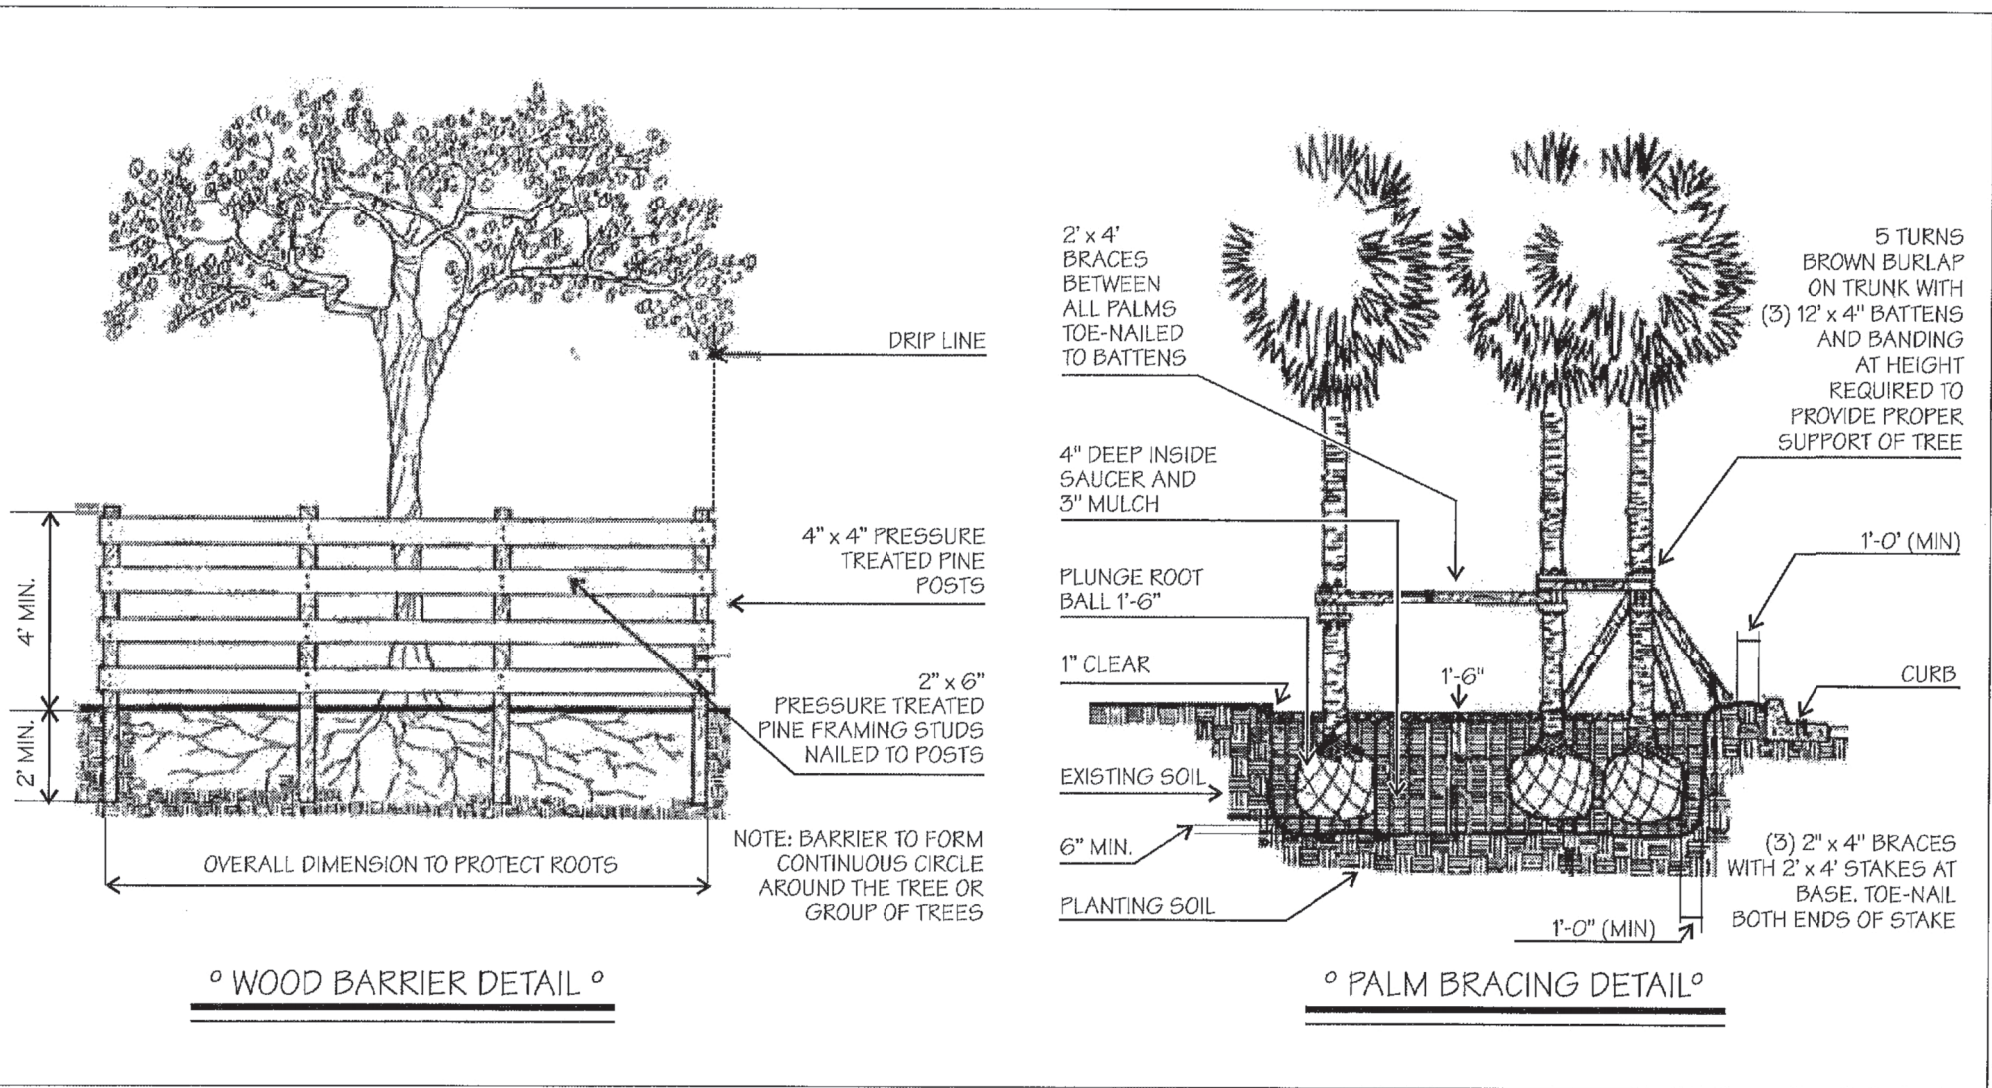 DRIP LINE
4" x 4" PRESSURE
TREATED PINE
POSTS
2" x 6"
PRESSURE TREATED
PINE FRAMING STUDS
NAILED TO POSTS
4' MIN.
2' MIN.
OVERALL DIMENSION TO PROTECT ROOTS
NOTE: BARRIER TO FORM
CONTINUOUS CIRCLE
AROUND THE TREE OR
GROUP OF TREES
° WOOD BARRIER DETAIL °
2' x 4'
BRACES
BETWEEN
ALL PALMS
TOE-NAILED
TO BATTENS
4" DEEP INSIDE
SAUCER AND
3" MULCH
PLUNGE ROOT
BALL 1'-6"
1" CLEAR
EXISTING SOIL
6" MIN.
PLANTING SOIL
1'-6"
5 TURNS
BROWN BURLAP
ON TRUNK WITH
(3) 12' x 4" BATTENS
AND BANDING
AT HEIGHT
REQUIRED TO
PROVIDE PROPER
SUPPORT OF TREE
1'-0' (MIN)
CURB
(3) 2" x 4" BRACES
WITH 2' x 4' STAKES AT
BASE. TOE-NAIL
BOTH ENDS OF STAKE
1'-0" (MIN)
° PALM BRACING DETAIL°